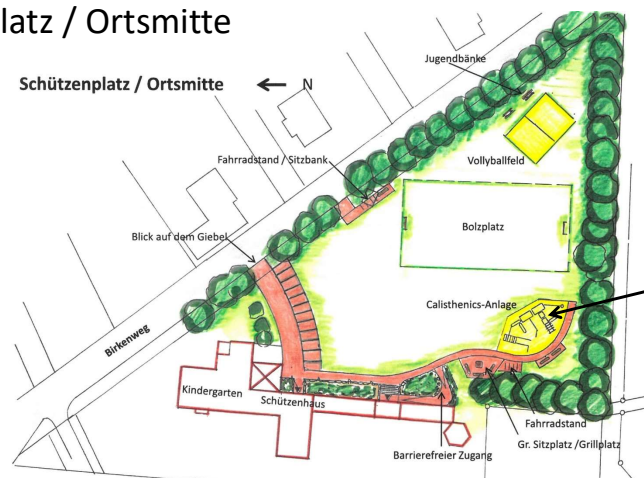 latz / Ortsmitte
Schützenplatz / Ortsmitte
N
Jugendbänke
Vollyballfeld
Fahrradstand / Sitzbank
Bolzplatz
Blick auf dem Giebel
Calisthenics-Anlage
Birkenweg
Kindergarten
Schützenhaus
Fahrradstand
Gr. Sitzplatz /Grillplatz
Barrierefreier Zugang